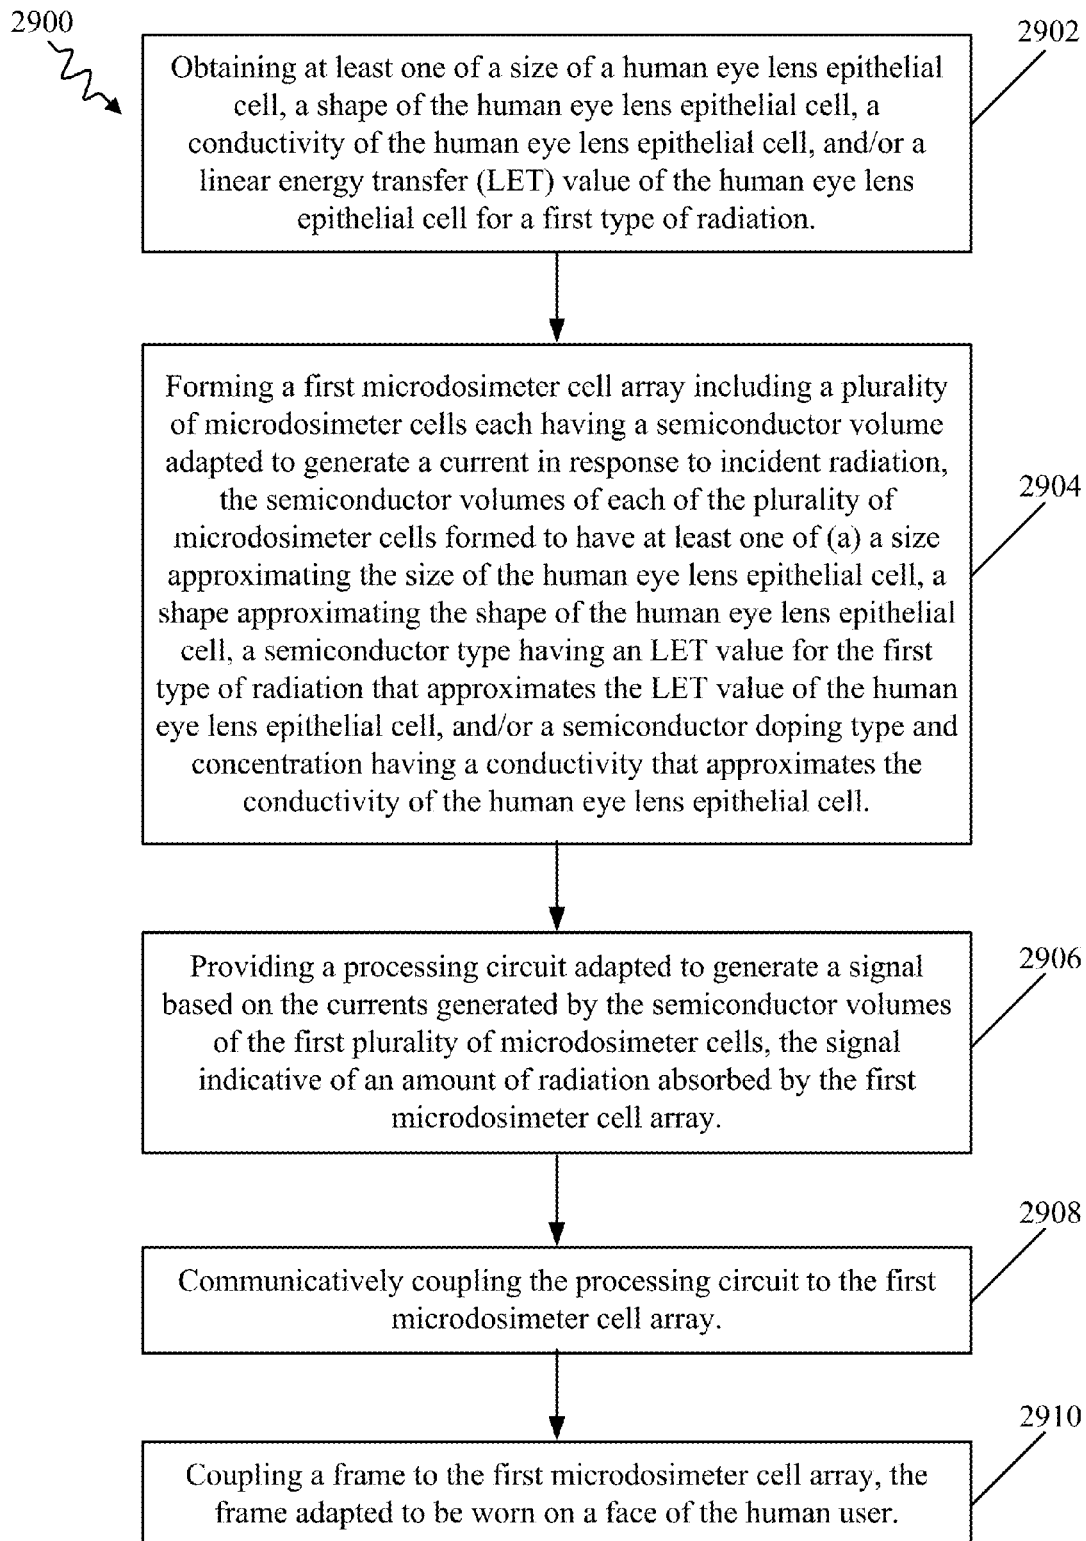 2900
2902
Obtaining at least one of a size of a human eye lens epithelial
cell, a shape of the human eye lens epithelial cell, a
conductivity of the human eye lens epithelial cell, and/or a
linear energy transfer (LET) value of the human eye lens
epithelial cell for a first type of radiation.
2904
Forming a first microdosimeter cell array including a plurality
of microdosimeter cells each having a semiconductor volume
adapted to generate a current in response to incident radiation,
the semiconductor volumes of each of the plurality of
microdosimeter cells formed to have at least one of (a) a size
approximating the size of the human eye lens epithelial cell, a
shape approximating the shape of the human eye lens epithelial
cell, a semiconductor type having an LET value for the first
type of radiation that approximates the LET value of the human
eye lens epithelial cell, and/or a semiconductor doping type and
concentration having a conductivity that approximates the
conductivity of the human eye lens epithelial cell.
2906
Providing a processing circuit adapted to generate a signal
based on the currents generated by the semiconductor volumes
of the first plurality of microdosimeter cells, the signal
indicative of an amount of radiation absorbed by the first
microdosimeter cell array.
2908
Communicatively coupling the processing circuit to the first
microdosimeter cell array.
2910
Coupling a frame to the first microdosimeter cell array, the
frame adapted to be worn on a face of the human user.